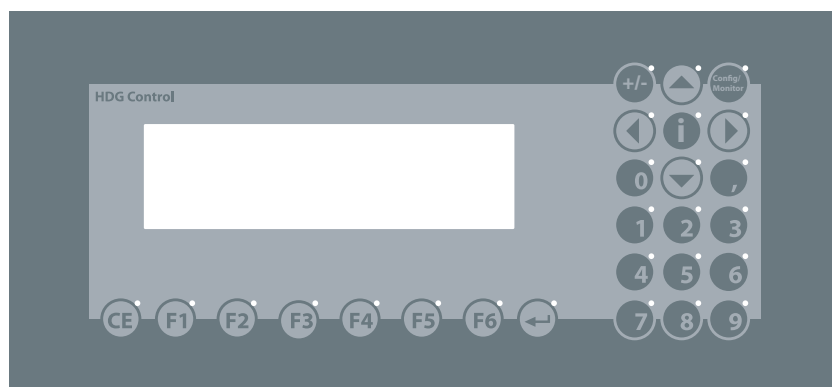 +/- Config/
Monitor
HDG Control
i
0 ,
1 2 3
4 5 6
CE F1 F2 F3 F4 F5 F6 7 8 9